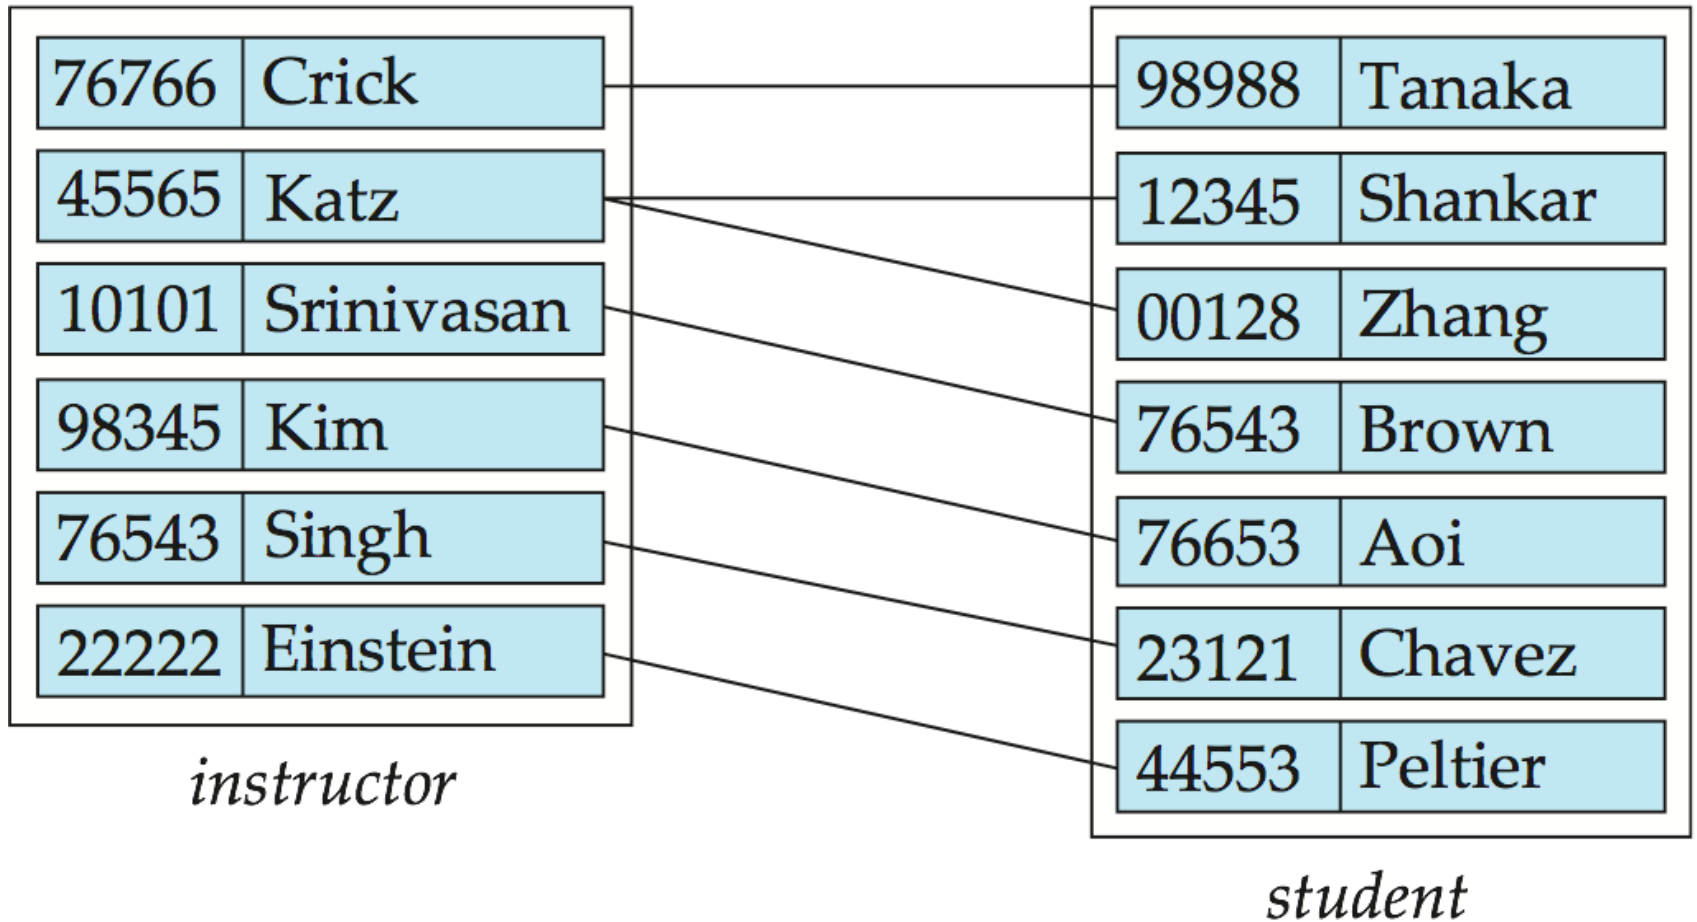 76766 Crick
45565 Katz
10101 Srinivasan
98345 Kim
76543 Singh
22222 Einstein
instructor
98988 Tanaka
12345 Shankar
00128 Zhang
76543 Brown
76653 Aoi
23121 Chavez
44553 Peltier
student